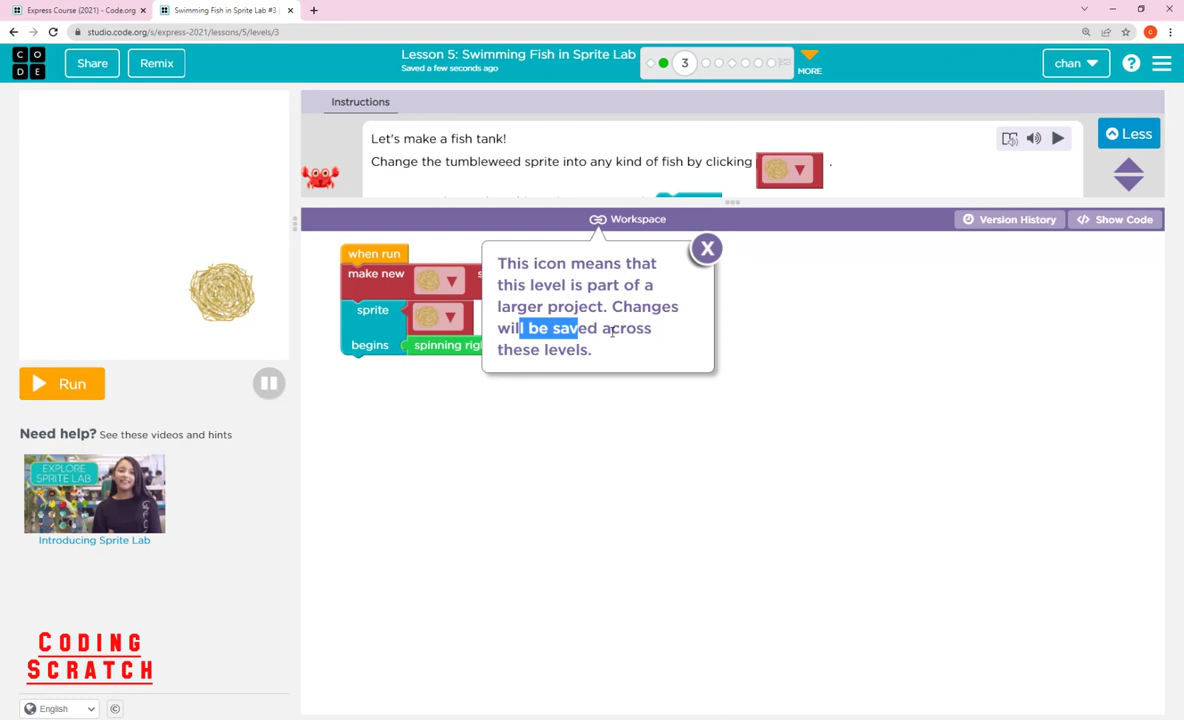 Express Course (2021) - Code.org
Swimming Fish in Sprite Lab #3
studio.code.org/s/express-2021/lessons/5/levels/3
CO
DE
Share
Remix
Lesson 5: Swimming Fish in Sprite Lab
Saved a few seconds ago
3
MORE
chan
?
Instructions
Let's make a fish tank!
Change the tumbleweed sprite into any kind of fish by clicking .
Less
Workspace
Version History
Show Code
when run
make new
s
sprite
begins
spinning rig
X
This icon means that
this level is part of a
larger project. Changes
will be saved across
these levels.
Run
Need help? See these videos and hints
EXPLORE
SPRITE LAB
Introducing Sprite Lab
CODING
SCRATCH
English
©